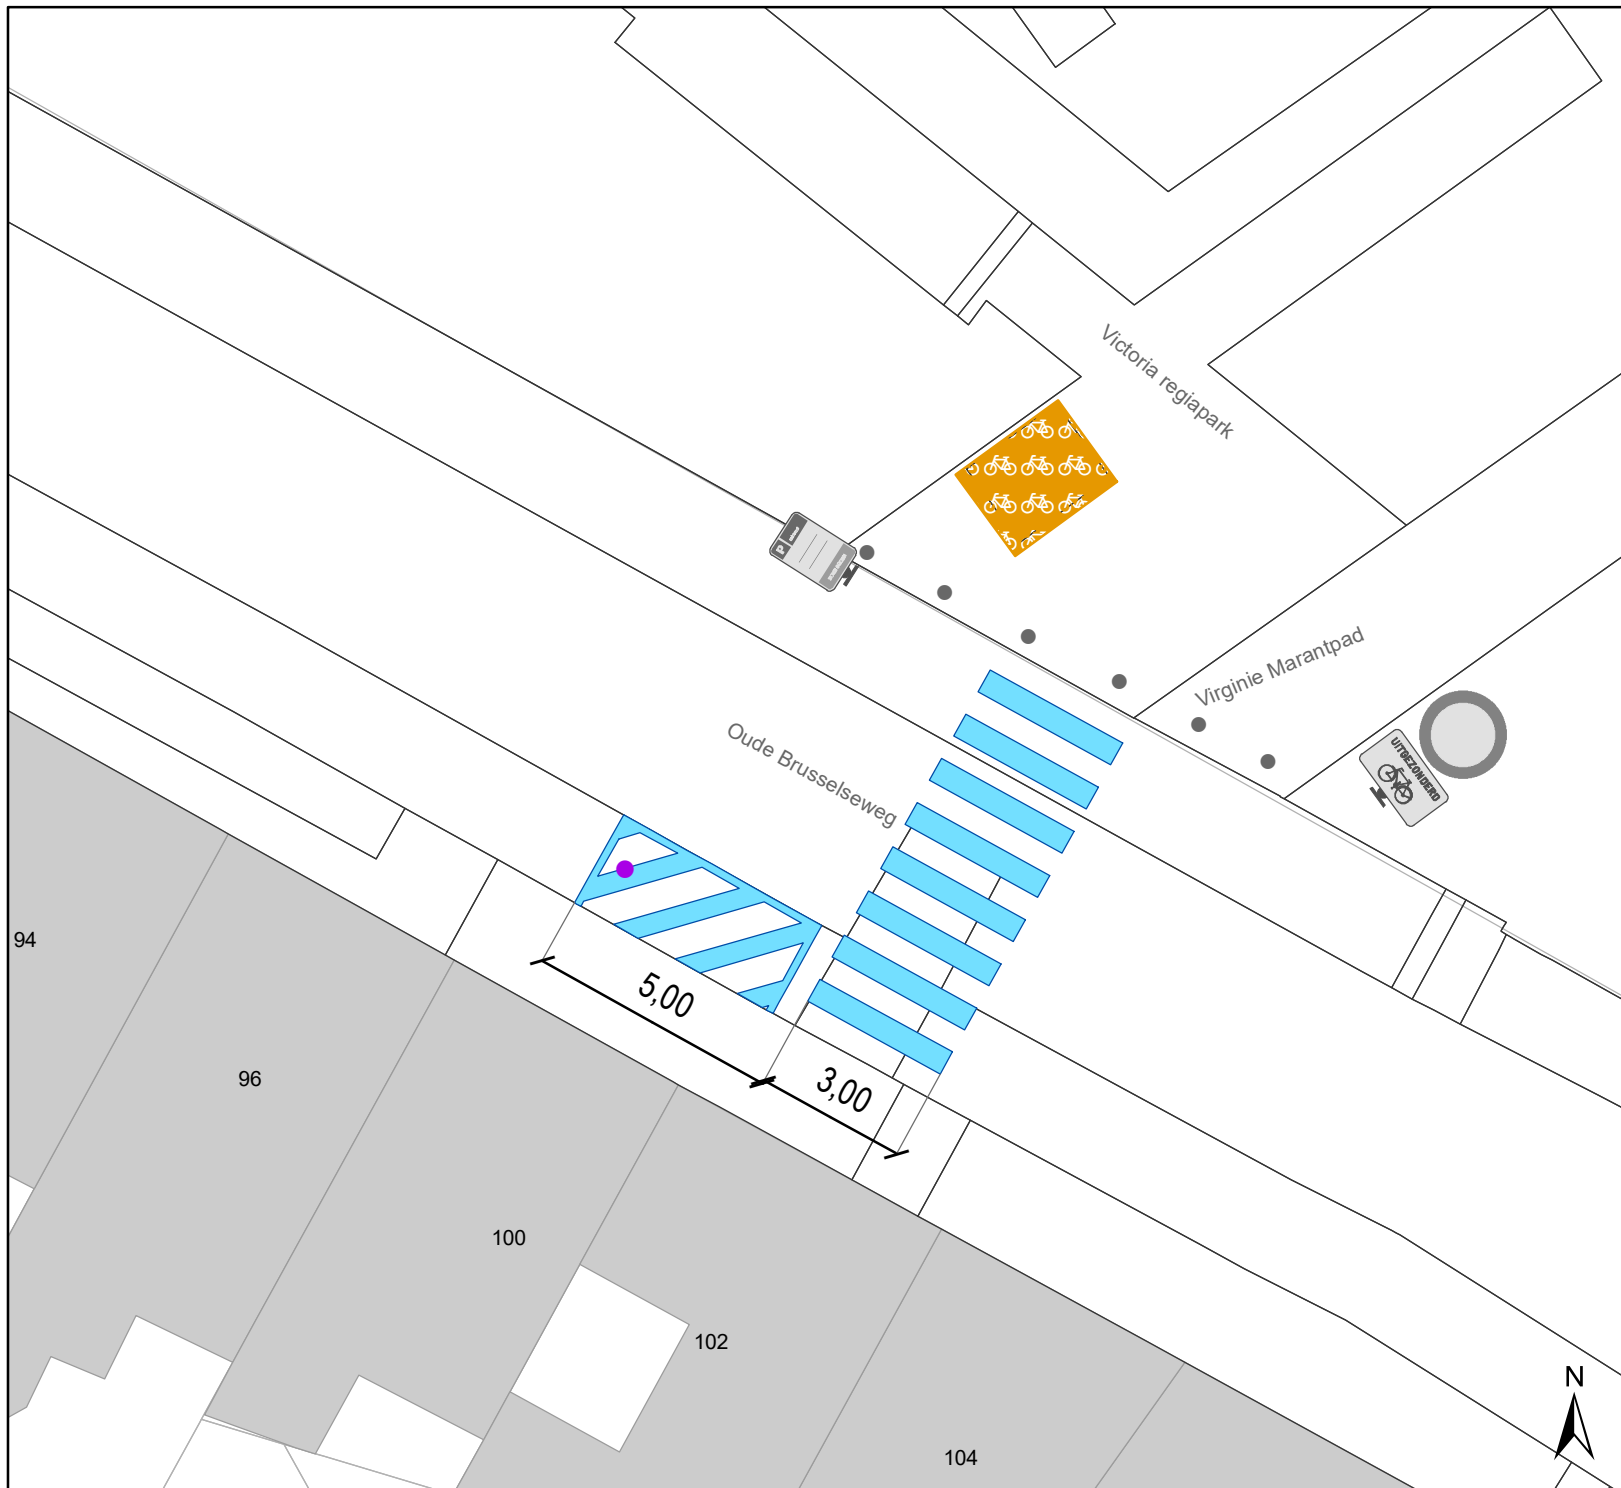 Victoria regiapark
P
Virginie Marantpad
UITGEZONDERD
Oude Brusselseweg
94
5,00
96
3,00
100
102
N
104